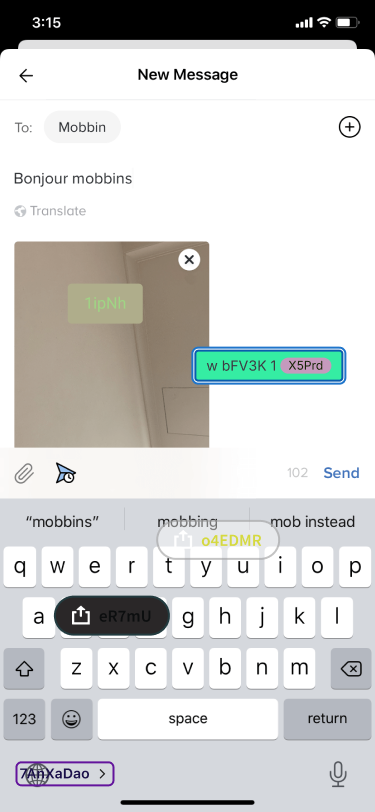 3:15
New Message
To: Mobbin
Bonjour mobbins
Translate
1ipNh
w bFV3K 1 X5Prd
102 Send
“mobbins” mobbing mob instead
o4EDMR
q w e r t y u i o p
a g h j k l
eR7mU
z x c v b n m
123 space return
7AnXaDao